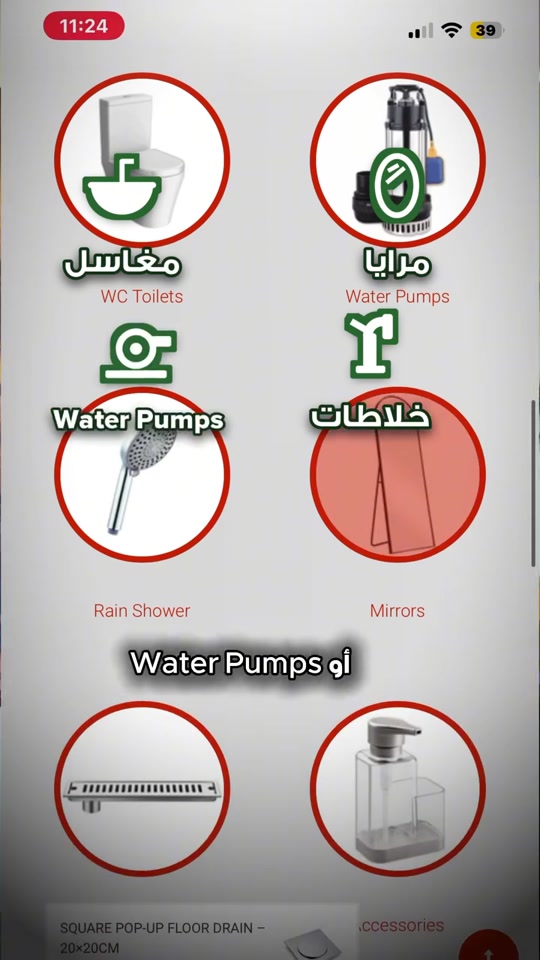 11:24
39
مغاسل
مرايا
WC Toilets
Water Pumps
Water Pumps
خلاطات
Rain Shower
Mirrors
أو Water Pumps
Accessories
SQUARE POP-UP FLOOR DRAIN –
20×20CM